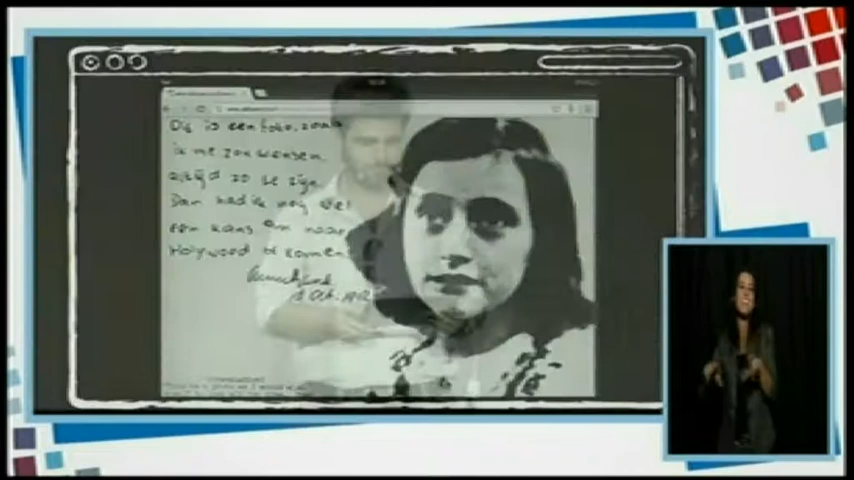 Dit is een foto, zoals
ik me zou wensen,
altijd zo te zijn.
Dan had ik nog wel
een kans om naar
Holywood te komen.
Annefrank
10 Oct. 1942